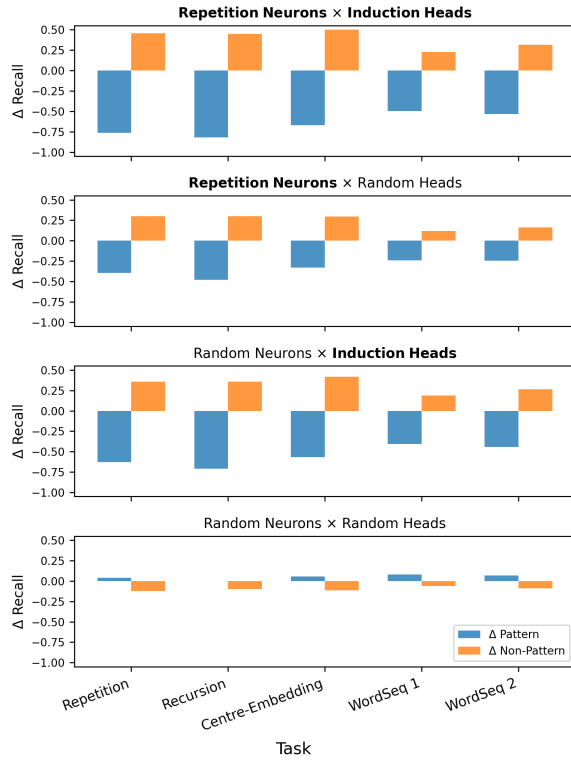 Repetition Neurons × Induction Heads
Δ Recall
0.50
0.25
0.00
−0.25
−0.50
−0.75
−1.00
Repetition Neurons × Random Heads
Δ Recall
0.50
0.25
0.00
−0.25
−0.50
−0.75
−1.00
Random Neurons × Induction Heads
Δ Recall
0.50
0.25
0.00
−0.25
−0.50
−0.75
−1.00
Random Neurons × Random Heads
Δ Recall
0.50
0.25
0.00
−0.25
−0.50
−0.75
−1.00
Δ Pattern
Δ Non-Pattern
Repetition
Recursion
Centre-Embedding
WordSeq 1
WordSeq 2
Task